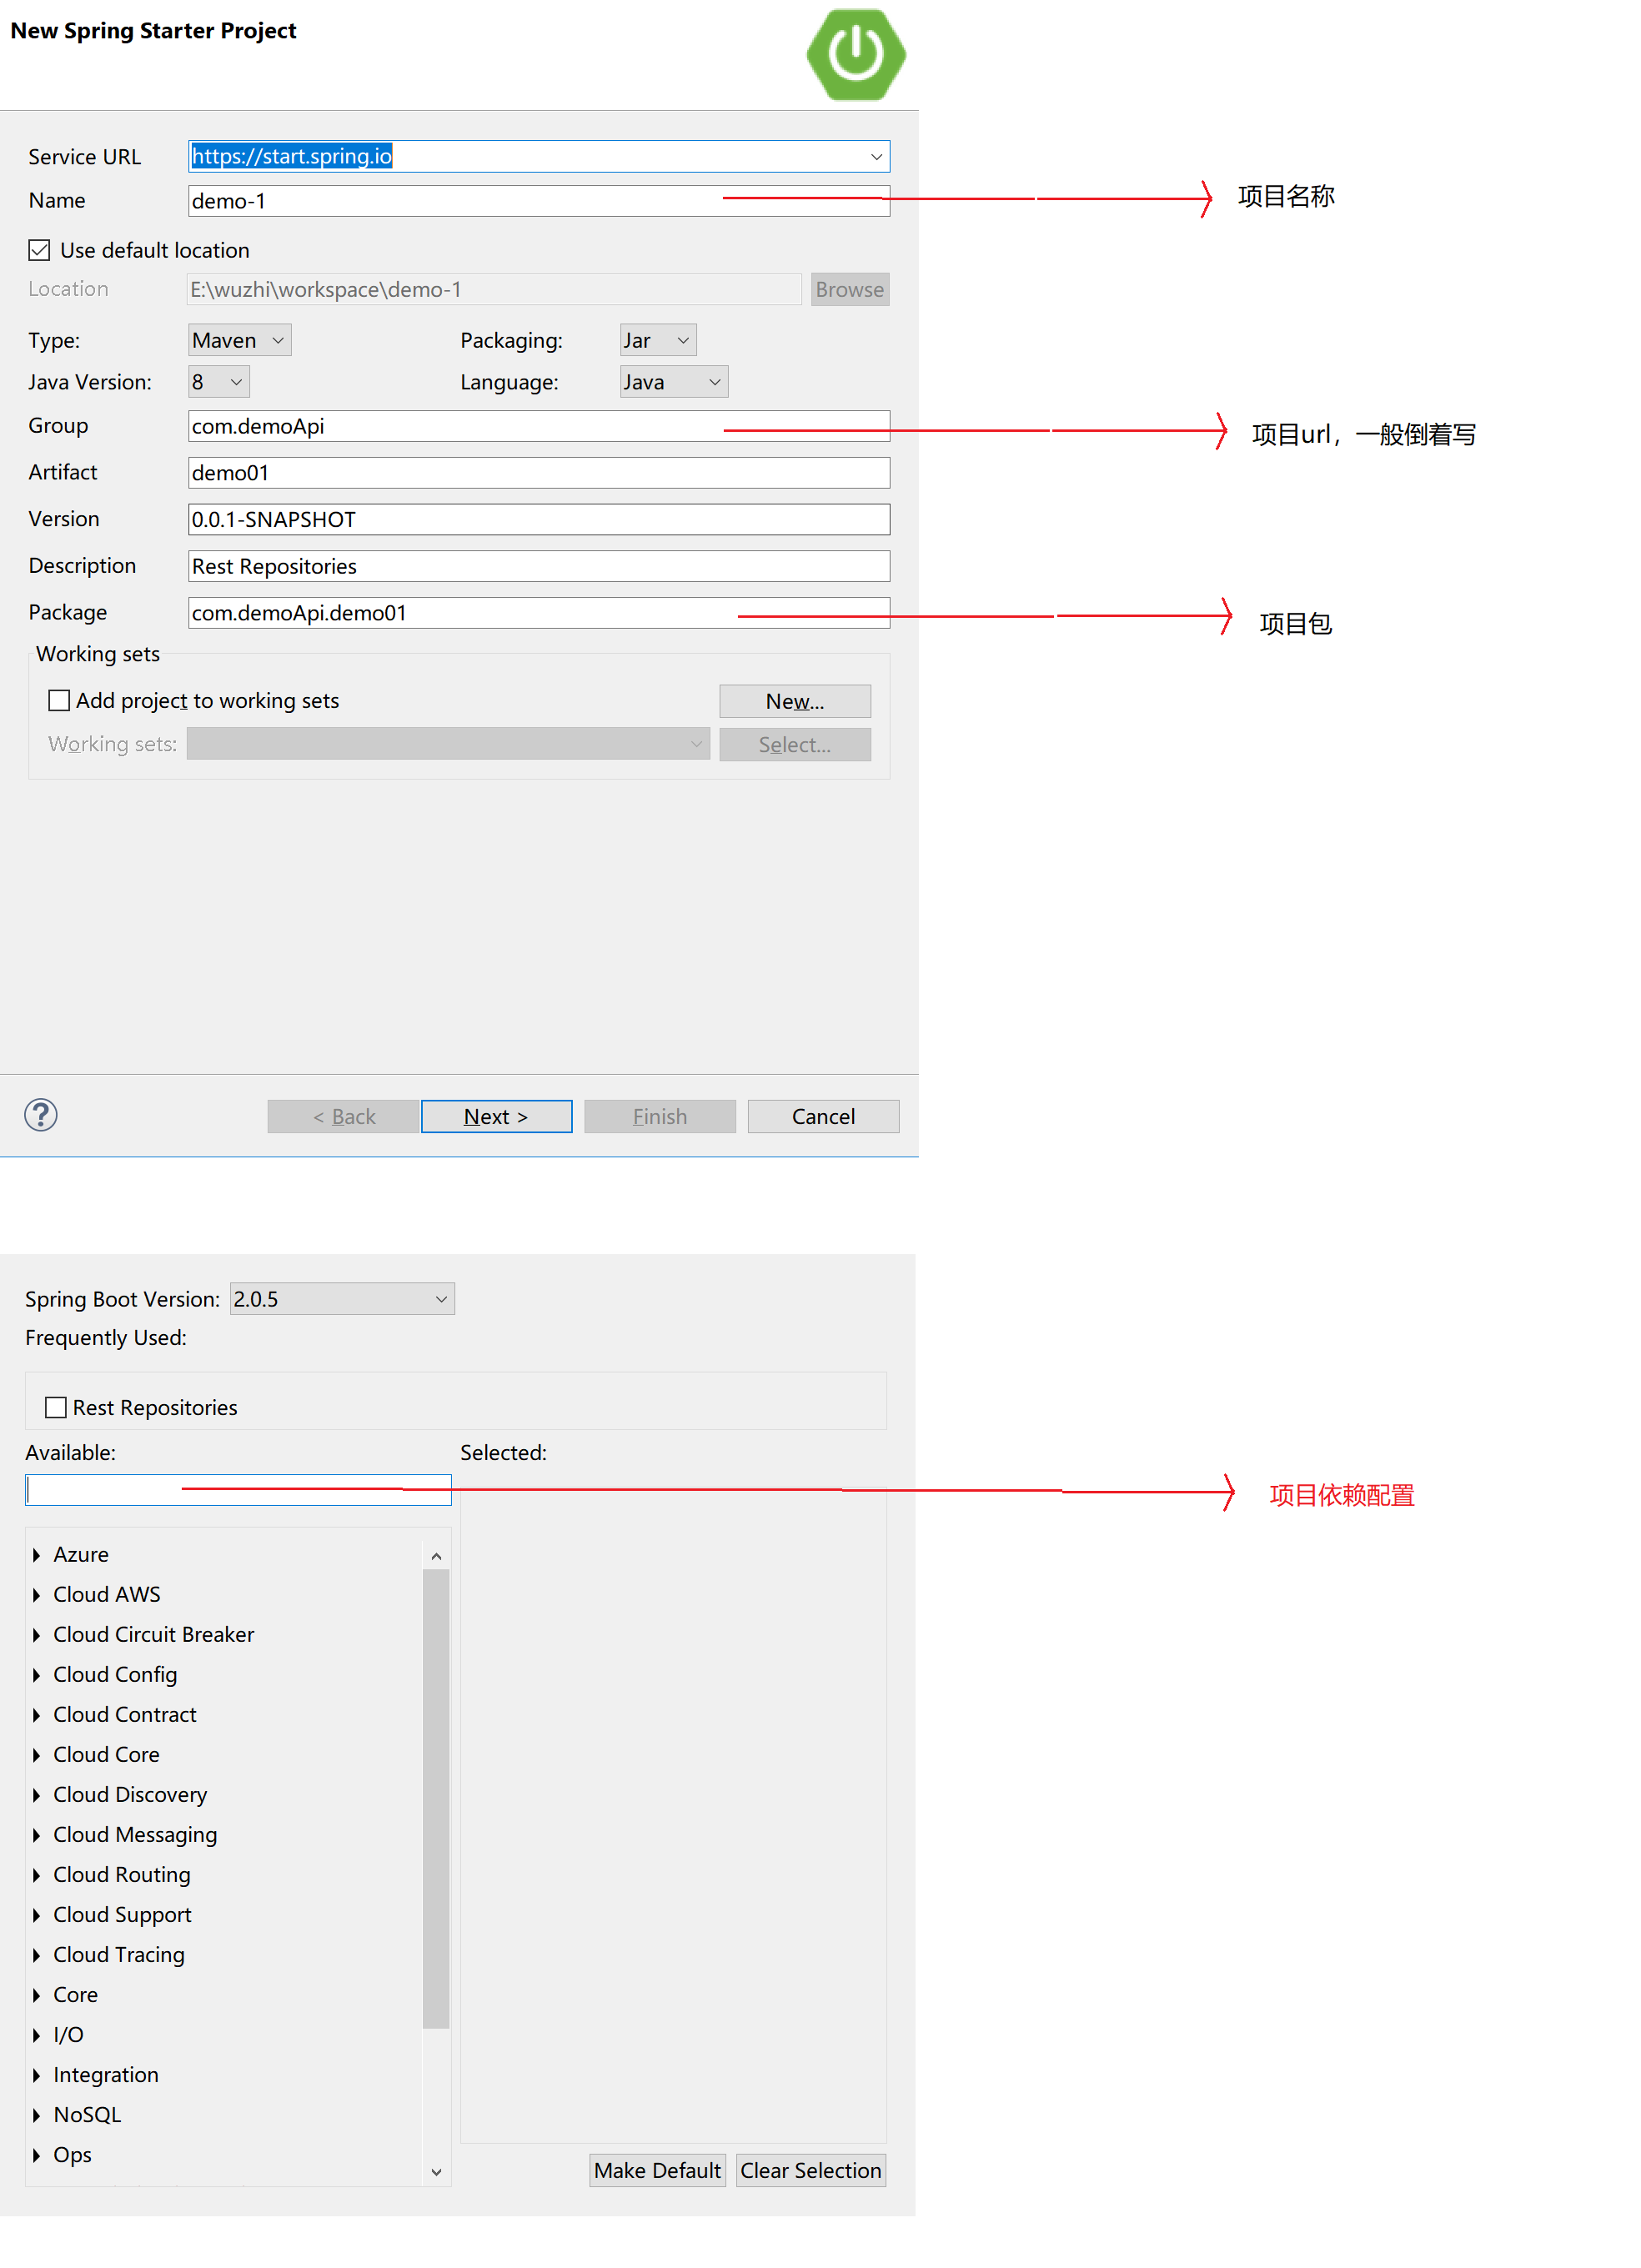 New Spring Starter Project
Service URL https://start.spring.io
Name demo-1 项目名称
Use default location
Location E:\wuzhi\workspace\demo-1 Browse
Type: Maven Packaging: Jar
Java Version: 8 Language: Java
Group com.demoApi 项目url，一般倒着写
Artifact demo01
Version 0.0.1-SNAPSHOT
Description Rest Repositories
Package com.demoApi.demo01 项目包
Working sets
Add project to working sets New...
Working sets: Select...
? < Back Next > Finish Cancel
Spring Boot Version: 2.0.5
Frequently Used:
Rest Repositories
Available: Selected:
项目依赖配置
Azure
Cloud AWS
Cloud Circuit Breaker
Cloud Config
Cloud Contract
Cloud Core
Cloud Discovery
Cloud Messaging
Cloud Routing
Cloud Support
Cloud Tracing
Core
I/O
Integration
NoSQL
Ops
Make Default Clear Selection